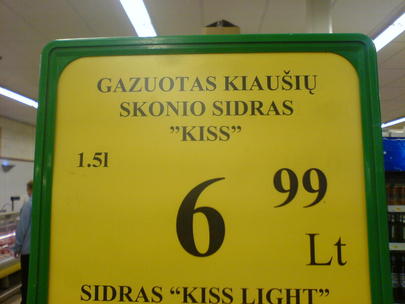 GAZUOTAS KIAUŠIŲ
SKONIO SIDRAS
”KISS”
1.5l
6 99
Lt
SIDRAS “KISS LIGHT”